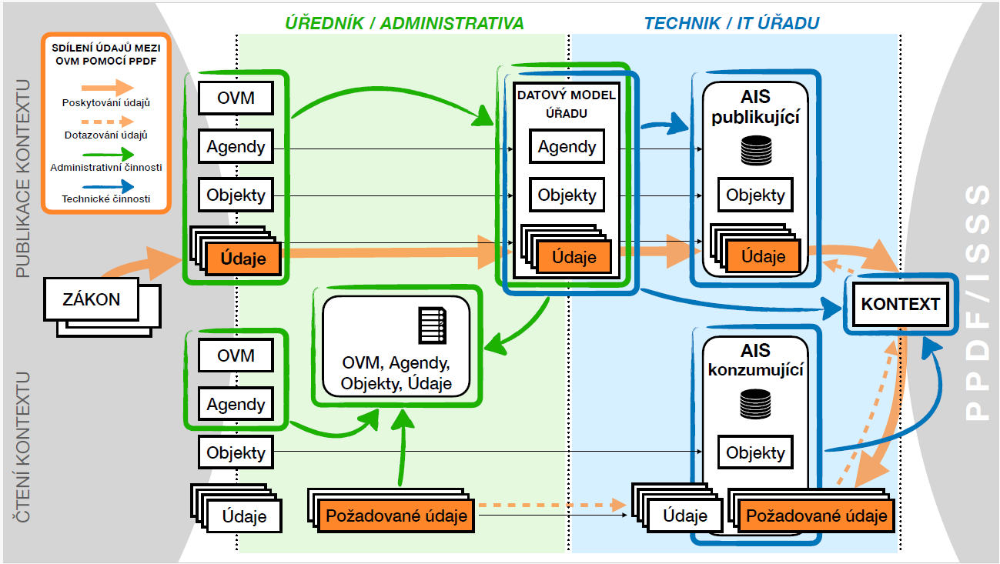 ÚŘEDNÍK / ADMINISTRATIVA
TECHNIK / IT ÚŘADU
SDÍLENÍ ÚDAJŮ MEZI
OVM POMOCÍ PPDF
Poskytování údajů
Dotazování údajů
Administrativní činnosti
Technické činnosti
PUBLIKACE KONTEXTU
OVM
Agendy
Objekty
Údaje
DATOVÝ MODEL
ÚŘADU
Agendy
Objekty
Údaje
AIS
publikující
Objekty
Údaje
ZÁKON
KONTEXT
PPDF/ISSS
ČTENÍ KONTEXTU
OVM
Agendy
Objekty
Údaje
OVM, Agendy,
Objekty, Údaje
Požadované údaje
AIS
konzumující
Objekty
Údaje
Požadované údaje